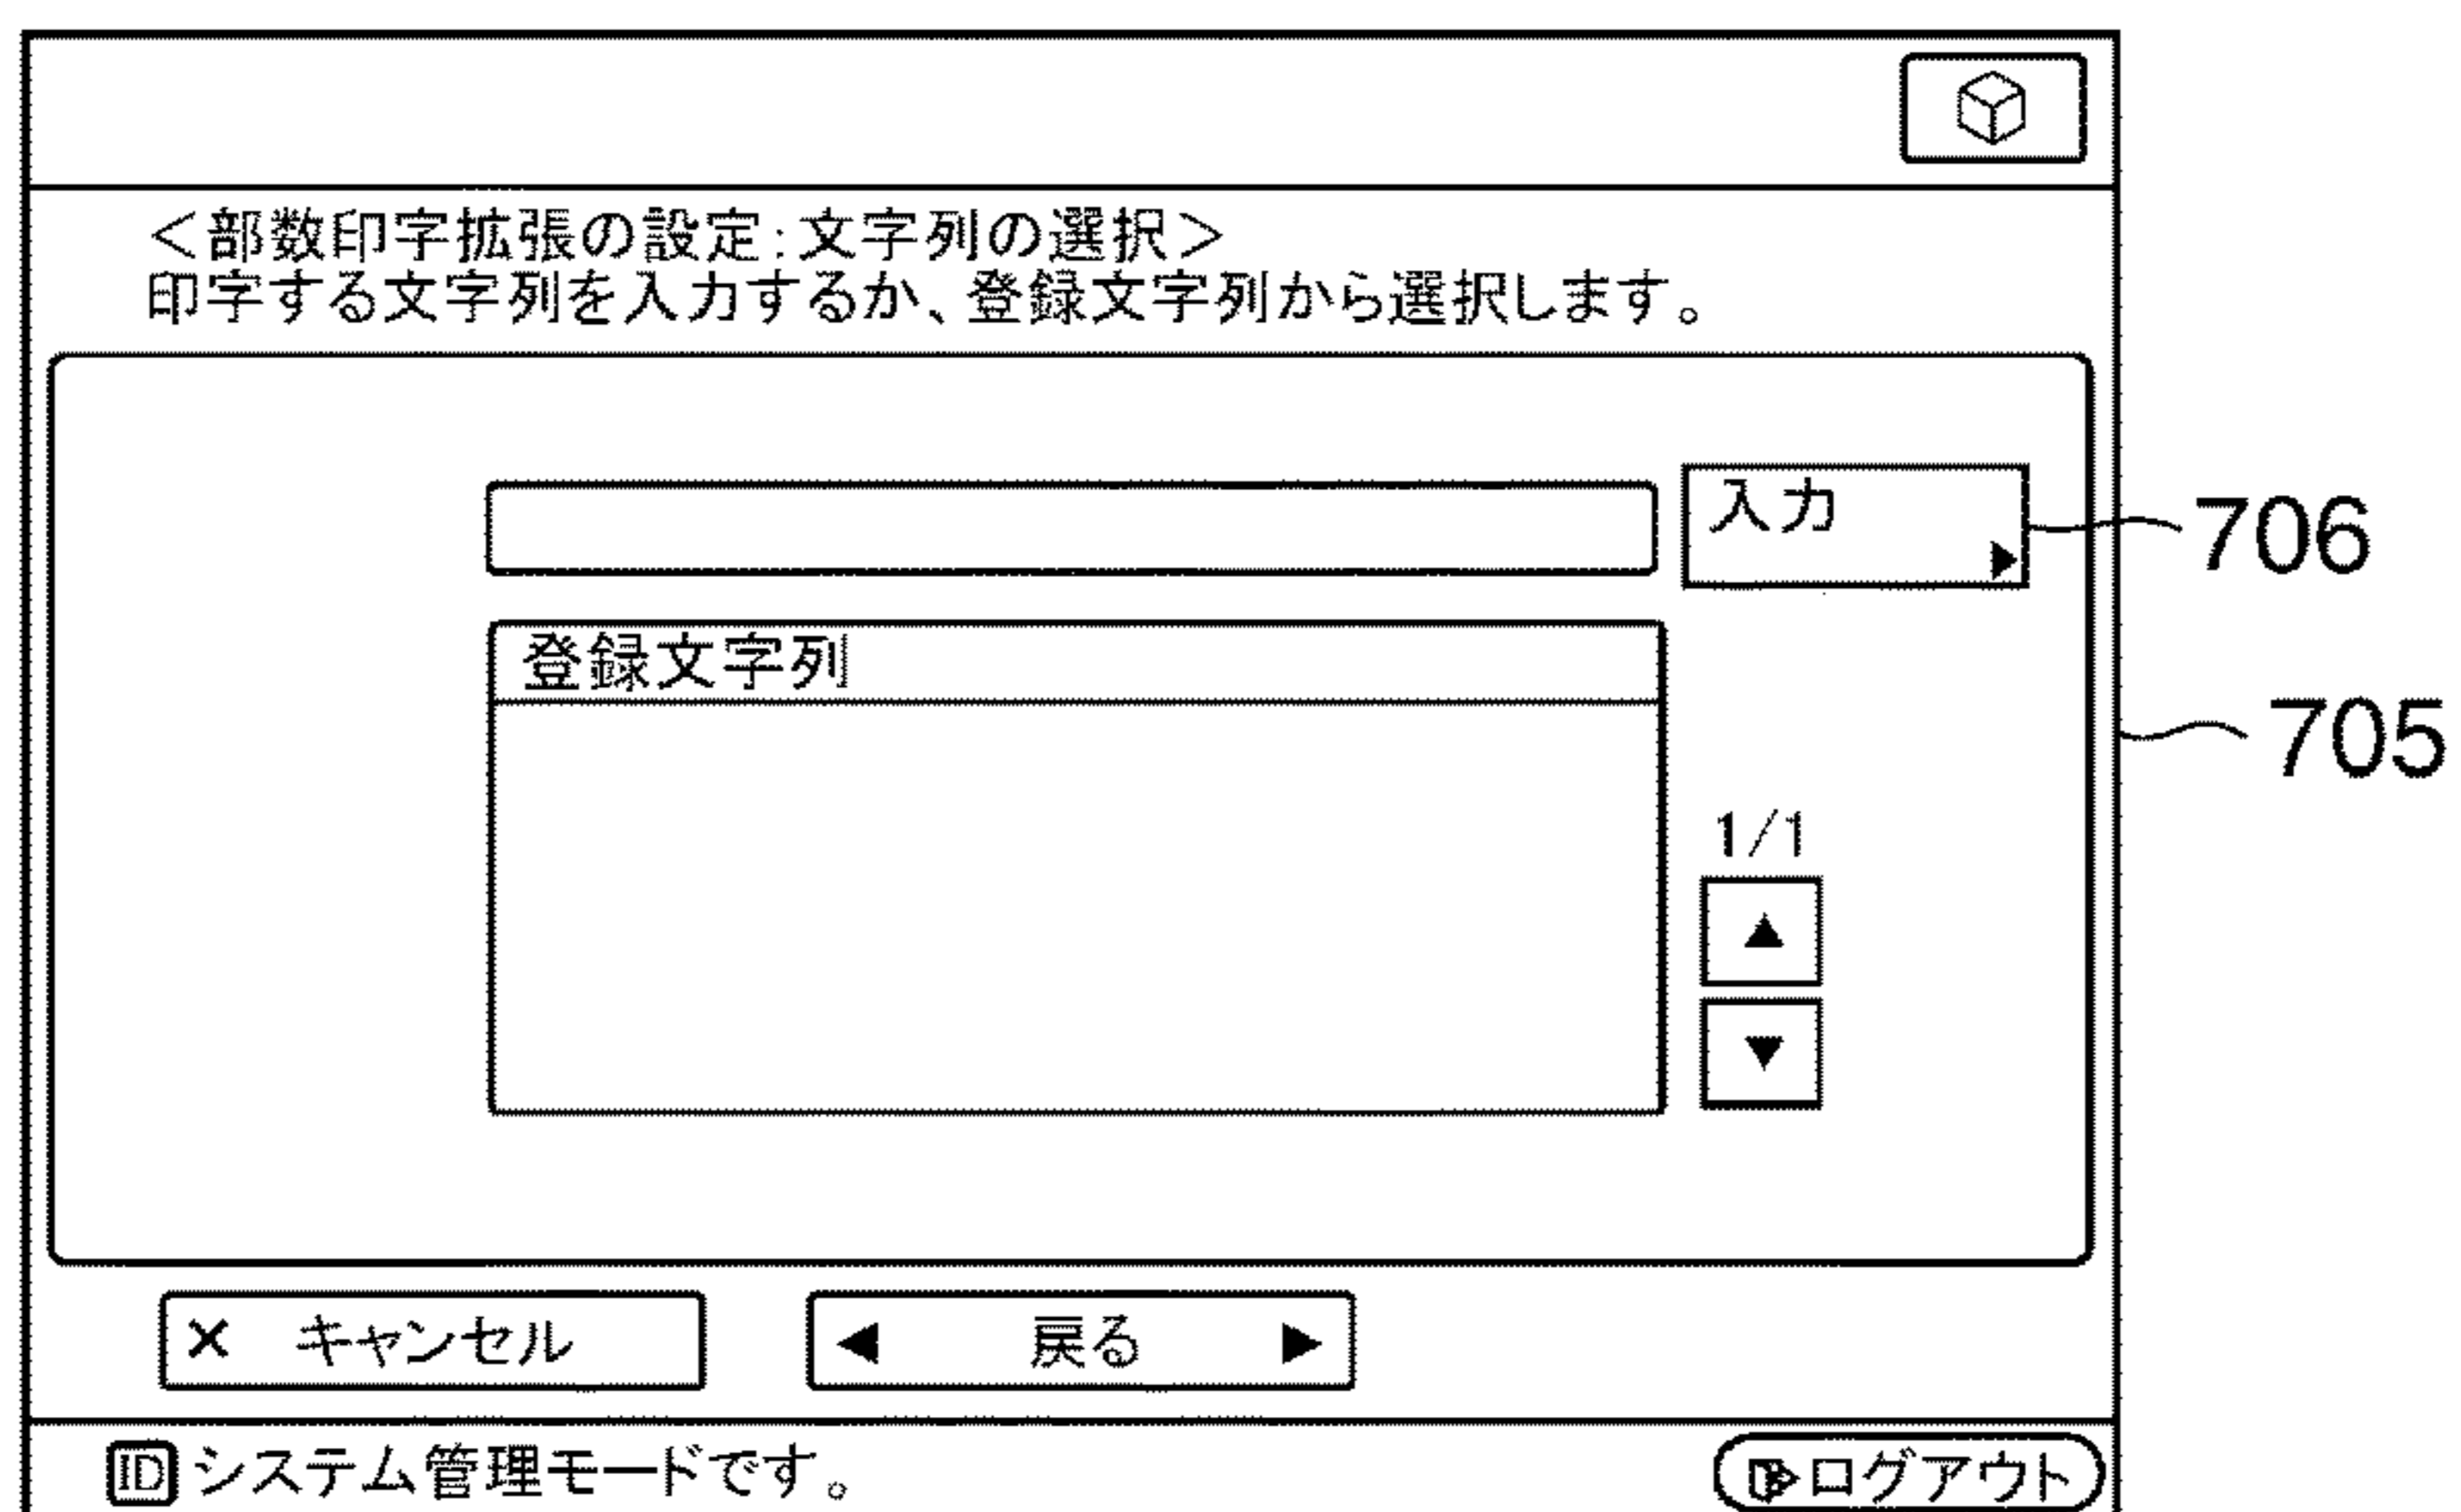 <部数印字拡張の設定:文字列の選択>
印字する文字列を入力するか、登録文字列から選択します。
入力
706
登録文字列
705
1/1
× キャンセル
戻る
ID システム管理モードです。
ログアウト